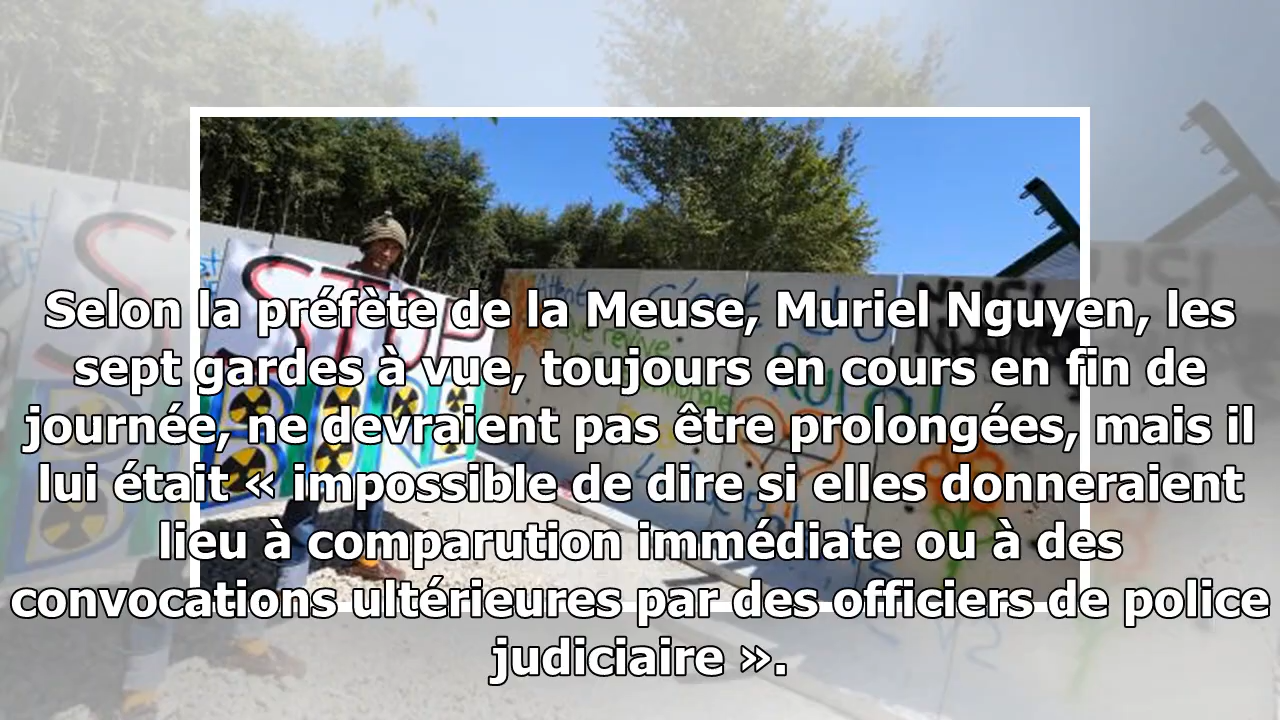 Selon la préfète de la Meuse, Muriel Nguyen, les
sept gardes à vue, toujours en cours en fin de
journée, ne devraient pas être prolongées, mais il
lui était « impossible de dire si elles donneraient
lieu à comparution immédiate ou à des
convocations ultérieures par des officiers de police
judiciaire ».
STOP